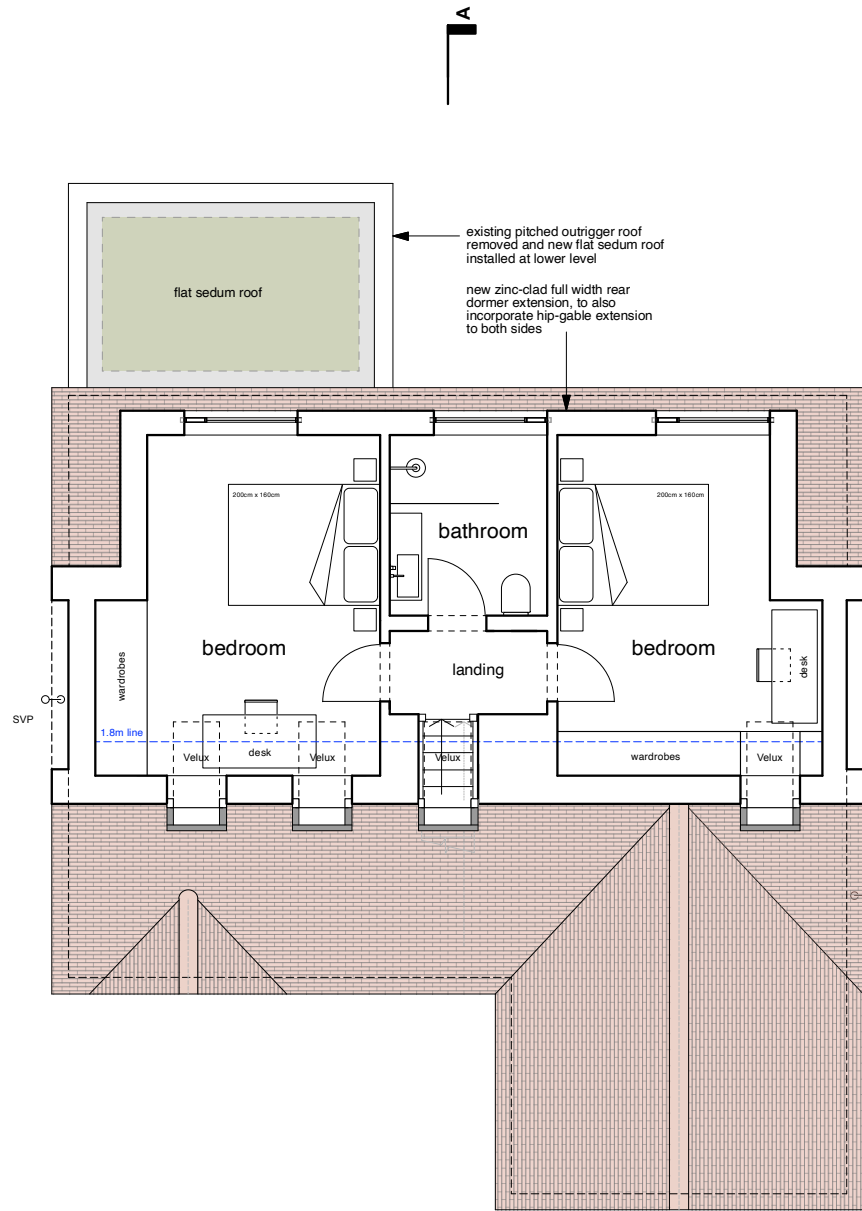 A
existing pitched outrigger roof
removed and new flat sedum roof
installed at lower level
flat sedum roof
new zinc-clad full width rear
dormer extension, to also
incorporate hip-gable extension
to both sides
200cm x 160cm
200cm x 160cm
bathroom
bedroom
bedroom
landing
wardrobes
desk
SVP
1.8m line
Velux
desk
Velux
Velux
wardrobes
Velux